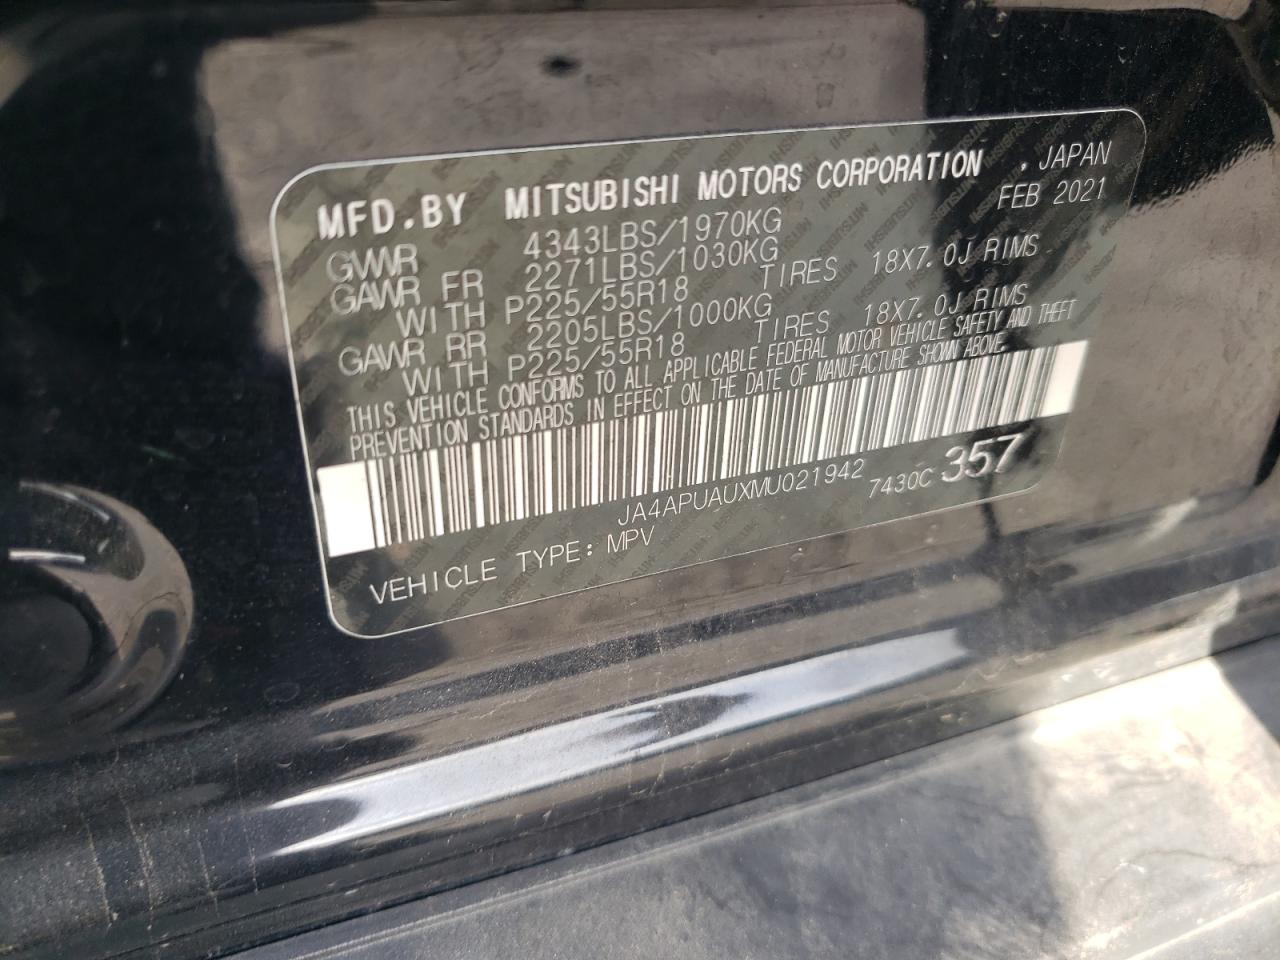 MFD.BY MITSUBISHI MOTORS CORPORATION . JAPAN
FEB 2021
GVWR 4343LBS/1970KG
GAWR FR 2271LBS/1030KG
WITH P225/55R18 TIRES 18X7.0J RIMS
GAWR RR 2205LBS/1000KG
WITH P225/55R18 TIRES 18X7.0J RIMS
THIS VEHICLE CONFORMS TO ALL APPLICABLE FEDERAL MOTOR VEHICLE SAFETY AND THEFT
PREVENTION STANDARDS IN EFFECT ON THE DATE OF MANUFACTURE SHOWN ABOVE.
JA4APUAUXMU021942 7430C 357
VEHICLE TYPE: MPV